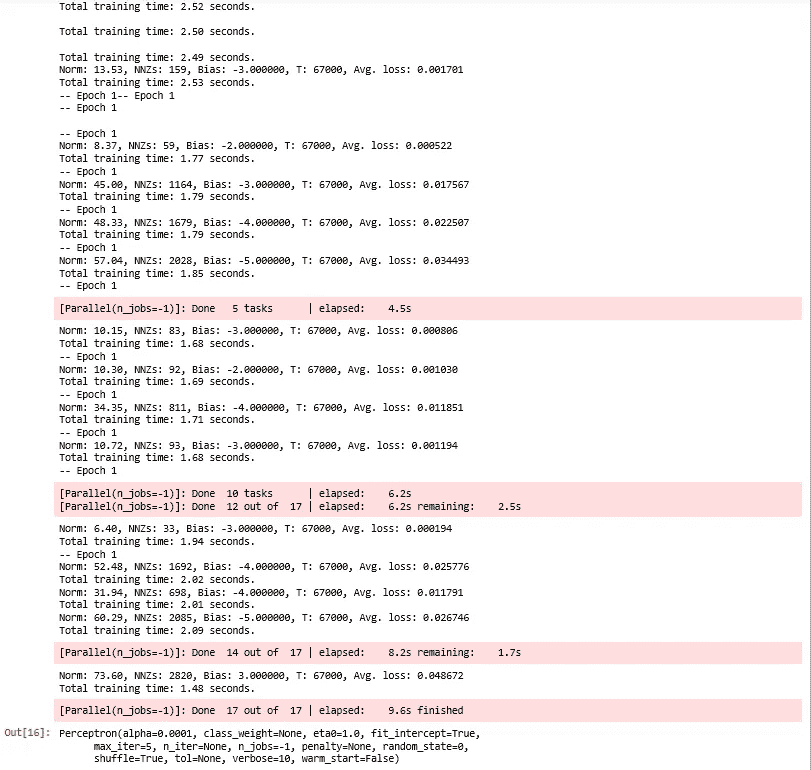 Total training time: 2.52 seconds.
Total training time: 2.50 seconds.
Total training time: 2.49 seconds.
Norm: 13.53, NNZs: 159, Bias: -3.000000, T: 67000, Avg. loss: 0.001701
Total training time: 2.53 seconds.
-- Epoch 1-- Epoch 1
-- Epoch 1
-- Epoch 1
Norm: 8.37, NNZs: 59, Bias: -2.000000, T: 67000, Avg. loss: 0.000522
Total training time: 1.77 seconds.
-- Epoch 1
Norm: 45.00, NNZs: 1164, Bias: -3.000000, T: 67000, Avg. loss: 0.017567
Total training time: 1.79 seconds.
-- Epoch 1
Norm: 48.33, NNZs: 1679, Bias: -4.000000, T: 67000, Avg. loss: 0.022507
Total training time: 1.79 seconds.
-- Epoch 1
Norm: 57.04, NNZs: 2028, Bias: -5.000000, T: 67000, Avg. loss: 0.034493
Total training time: 1.85 seconds.
-- Epoch 1
[Parallel(n_jobs=-1)]: Done   5 tasks      | elapsed:    4.5s
Norm: 10.15, NNZs: 83, Bias: -3.000000, T: 67000, Avg. loss: 0.000806
Total training time: 1.68 seconds.
-- Epoch 1
Norm: 10.30, NNZs: 92, Bias: -2.000000, T: 67000, Avg. loss: 0.001030
Total training time: 1.69 seconds.
-- Epoch 1
Norm: 34.35, NNZs: 811, Bias: -4.000000, T: 67000, Avg. loss: 0.011851
Total training time: 1.71 seconds.
-- Epoch 1
Norm: 10.72, NNZs: 93, Bias: -3.000000, T: 67000, Avg. loss: 0.001194
Total training time: 1.68 seconds.
-- Epoch 1
[Parallel(n_jobs=-1)]: Done  10 tasks      | elapsed:    6.2s
[Parallel(n_jobs=-1)]: Done  12 out of  17 | elapsed:    6.2s remaining:    2.5s
Norm: 6.40, NNZs: 33, Bias: -3.000000, T: 67000, Avg. loss: 0.000194
Total training time: 1.94 seconds.
-- Epoch 1
Norm: 52.48, NNZs: 1692, Bias: -4.000000, T: 67000, Avg. loss: 0.025776
Total training time: 2.02 seconds.
Norm: 31.94, NNZs: 698, Bias: -4.000000, T: 67000, Avg. loss: 0.011791
Total training time: 2.01 seconds.
Norm: 60.29, NNZs: 2085, Bias: -5.000000, T: 67000, Avg. loss: 0.026746
Total training time: 2.09 seconds.
[Parallel(n_jobs=-1)]: Done  14 out of  17 | elapsed:    8.2s remaining:    1.7s
Norm: 73.60, NNZs: 2820, Bias: 3.000000, T: 67000, Avg. loss: 0.048672
Total training time: 1.48 seconds.
[Parallel(n_jobs=-1)]: Done  17 out of  17 | elapsed:    9.6s finished
Out[16]: Perceptron(alpha=0.0001, class_weight=None, eta0=1.0, fit_intercept=True,
max_iter=5, n_iter=None, n_jobs=-1, penalty=None, random_state=0,
shuffle=True, tol=None, verbose=10, warm_start=False)